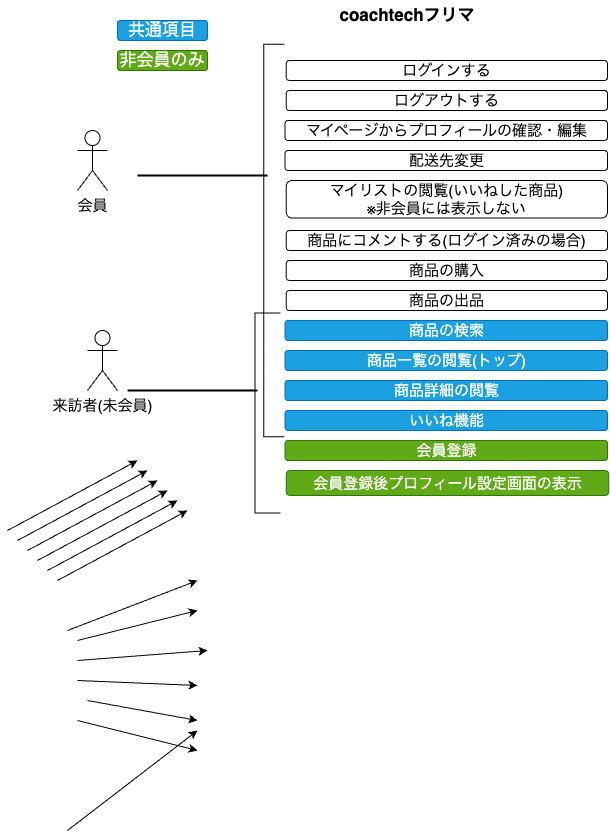 coachtechフリマ
共通項目
非会員のみ
ログインする
ログアウトする
マイページからプロフィールの確認・編集
配送先変更
マイリストの閲覧(いいねした商品)
※非会員には表示しない
商品にコメントする(ログイン済みの場合)
商品の購入
商品の出品
商品の検索
商品一覧の閲覧(トップ)
商品詳細の閲覧
いいね機能
会員登録
会員登録後プロフィール設定画面の表示
会員
来訪者(未会員)